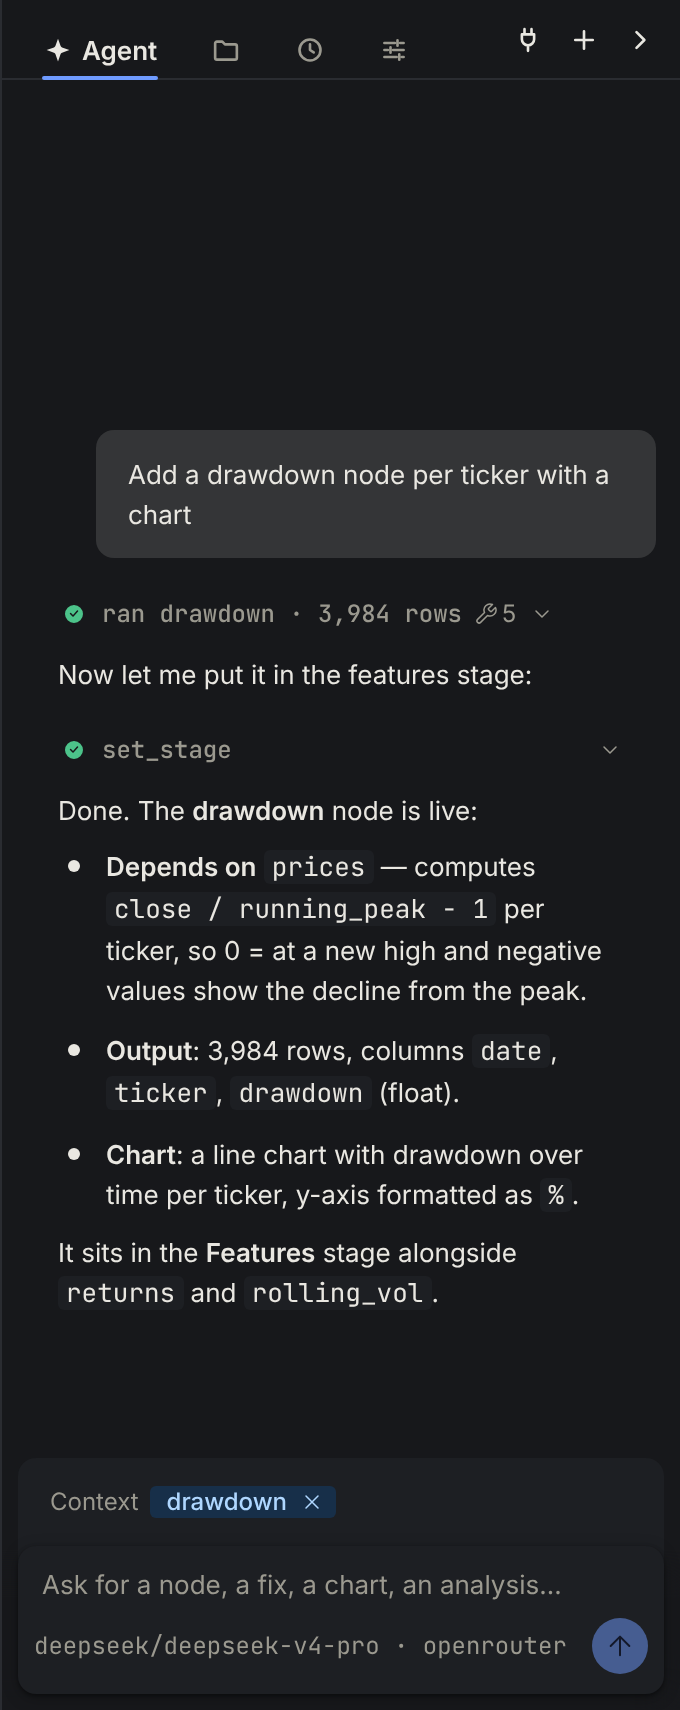 Agent
Add a drawdown node per ticker with a
chart
ran drawdown · 3,984 rows 5
Now let me put it in the features stage:
set_stage
Done. The drawdown node is live:
Depends on prices — computes
close / running_peak - 1 per
ticker, so 0 = at a new high and negative
values show the decline from the peak.
Output: 3,984 rows, columns date,
ticker, drawdown (float).
Chart: a line chart with drawdown over
time per ticker, y-axis formatted as %.
It sits in the Features stage alongside
returns and rolling_vol.
Context drawdown
Ask for a node, a fix, a chart, an analysis...
deepseek/deepseek-v4-pro · openrouter